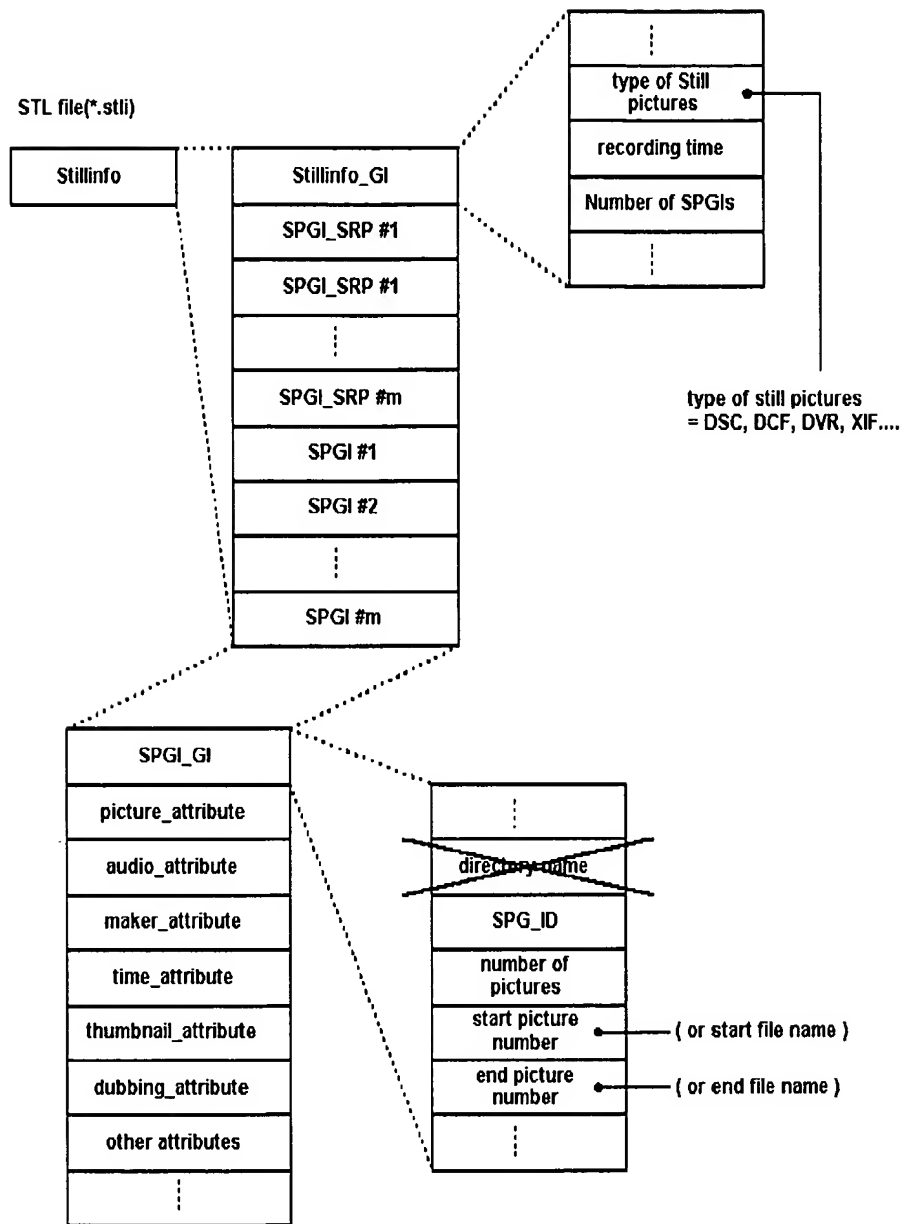 STL file(*.stli)
Stillinfo
Stillinfo_GI
SPGI_SRP #1
SPGI_SRP #1
SPGI_SRP #m
SPGI #1
SPGI #2
SPGI #m
type of Still
pictures
recording time
Number of SPGIs
type of still pictures
= DSC, DCF, DVR, XIF....
SPGI_GI
picture_attribute
audio_attribute
maker_attribute
time_attribute
thumbnail_attribute
dubbing_attribute
other attributes
directory name
SPG_ID
number of
pictures
start picture
number
( or start file name )
end picture
number
( or end file name )